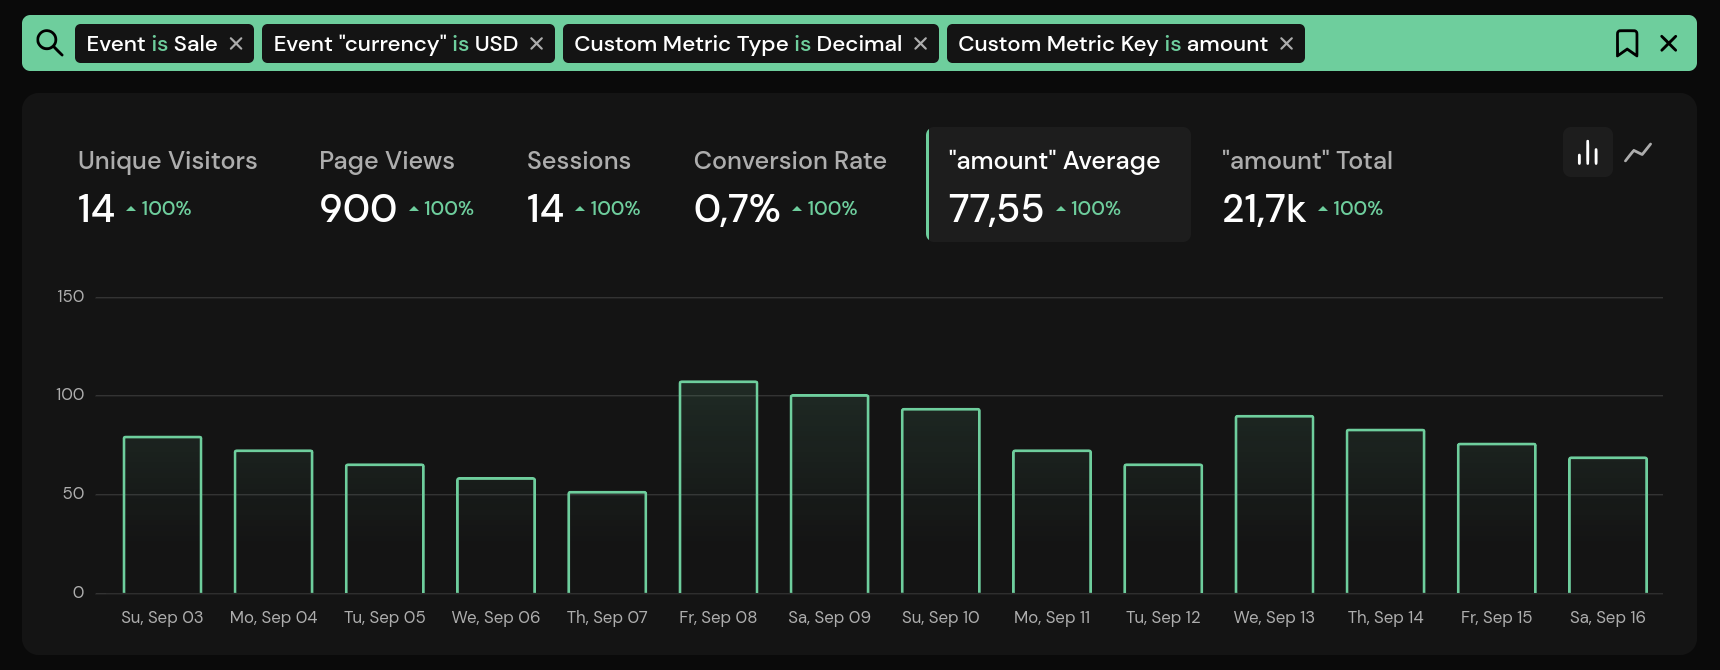 Event is Sale Event "currency" is USD Custom Metric Type is Decimal Custom Metric Key is amount
Unique Visitors Page Views Sessions Conversion Rate "amount" Average "amount" Total
14 100% 900 100% 14 100% 0,7% 100% 77,55 100% 21,7k 100%
150
100
50
0
Su, Sep 03 Mo, Sep 04 Tu, Sep 05 We, Sep 06 Th, Sep 07 Fr, Sep 08 Sa, Sep 09 Su, Sep 10 Mo, Sep 11 Tu, Sep 12 We, Sep 13 Th, Sep 14 Fr, Sep 15 Sa, Sep 16